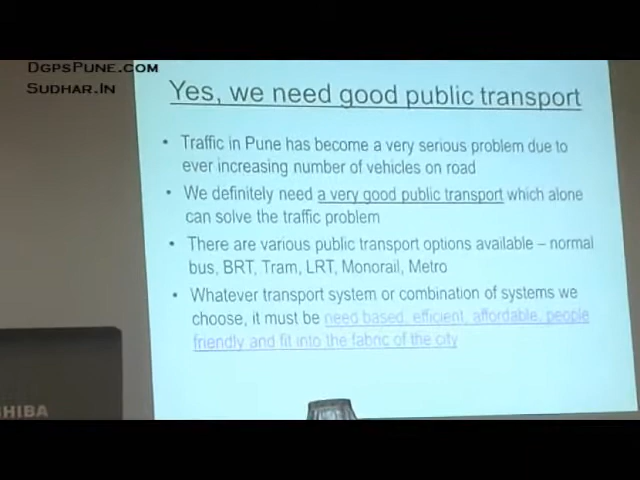 DgpsPune.com
Sudhar.In
Yes, we need good public transport
• Traffic in Pune has become a very serious problem due to
ever increasing number of vehicles on road
• We definitely need a very good public transport which alone
can solve the traffic problem
• There are various public transport options available – normal
bus, BRT, Tram, LRT, Monorail, Metro
• Whatever transport system or combination of systems we
choose, it must be need based, efficient, affordable, people
friendly and fit into the fabric of the city
HIBA